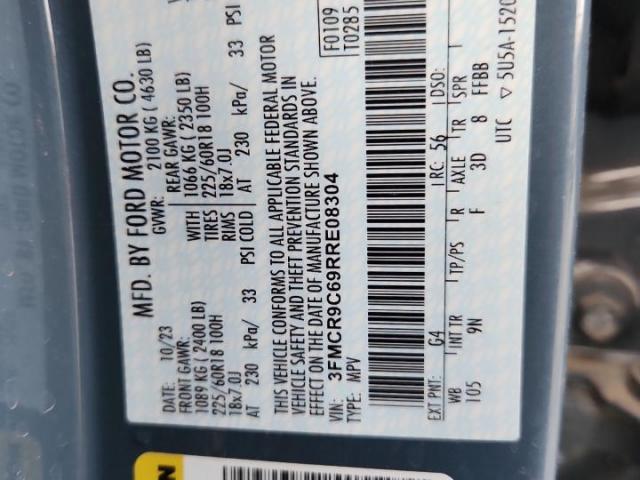 MFD. BY FORD MOTOR CO.
DATE: 10/23 GVWR: 2100 KG ( 4630 LB)
FRONT GAWR: REAR GAWR:
1089 KG ( 2400 LB) WITH 1066 KG ( 2350 LB)
225/60R18 100H TIRES 225/60R18 100H
18x7.0J RIMS 18x7.0J
AT 230 kPa/ 33 PSI COLD AT 230 kPa/ 33 PSI
THIS VEHICLE CONFORMS TO ALL APPLICABLE FEDERAL MOTOR
VEHICLE SAFETY AND THEFT PREVENTION STANDARDS IN
EFFECT ON THE DATE OF MANUFACTURE SHOWN ABOVE.
VIN: 3FMCR9C69RRE08304
TYPE: MPV
F0109
T0285
EXT PNT: G4 RC: 56 DSO:
WB INT TR TP/PS R AXLE TR SPR
105 9N F 3D 8 FFBB
UTC ▽ 5U5A-1520